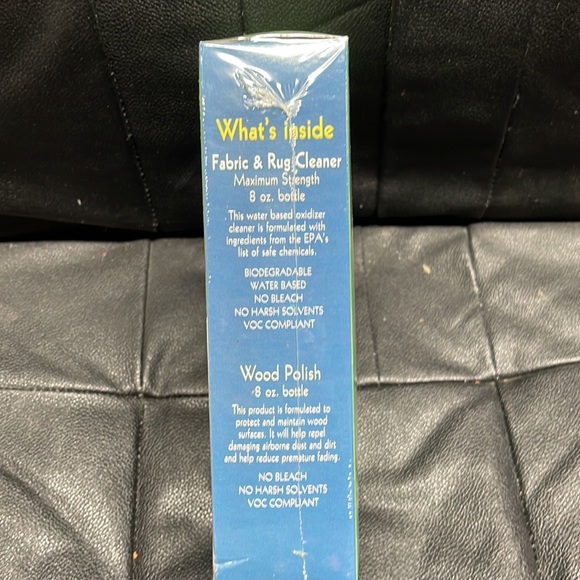 What's inside
Fabric & Rug Cleaner
Maximum Strength
8 oz. bottle
This water based oxidizer
cleaner is formulated with
ingredients from the EPA's
list of safe chemicals.
BIODEGRADABLE
WATER BASED
NO BLEACH
NO HARSH SOLVENTS
VOC COMPLIANT
Wood Polish
8 oz. bottle
This product is formulated to
protect and maintain wood
surfaces. It will help repel
damaging airborne dust and dirt
and help reduce premature fading.
NO BLEACH
NO HARSH SOLVENTS
VOC COMPLIANT